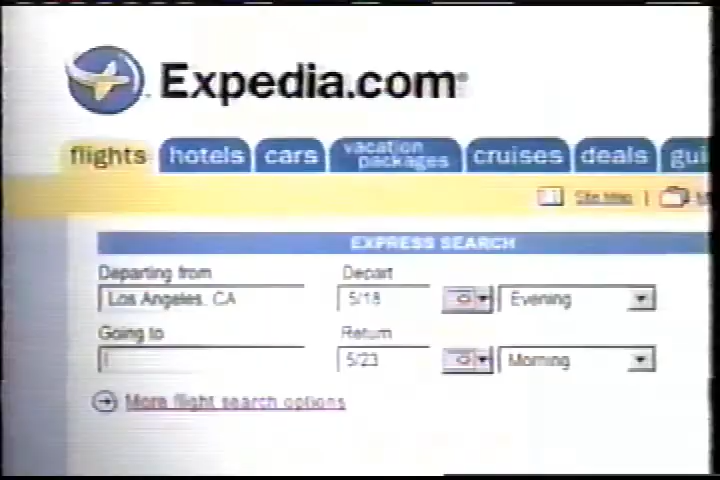 Expedia.com
flights hotels cars vacation packages cruises deals gui
Site Map |
EXPRESS SEARCH
Departing from Depart
Los Angeles, CA 5/18 Evening
Going to Return
5/23 Morning
More flight search options